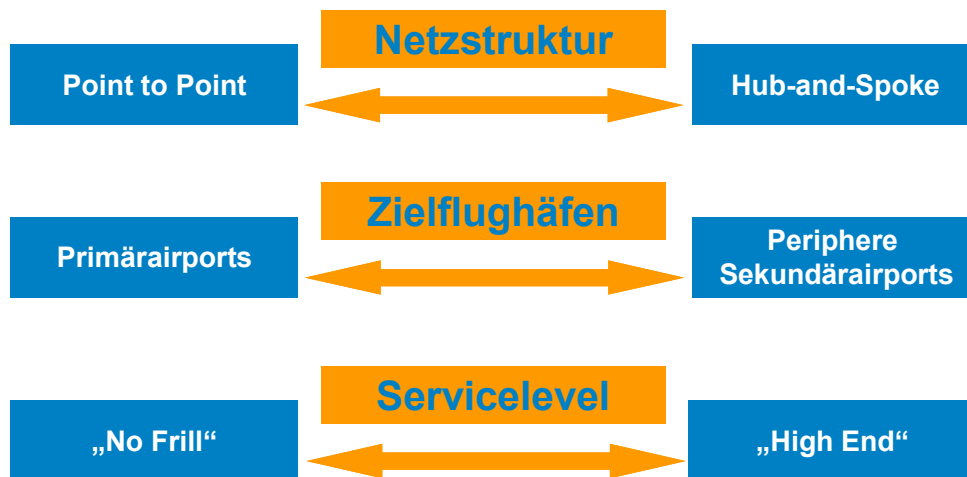 Netzstruktur
Point to Point
Hub-and-Spoke
Zielflughäfen
Primärairports
Periphere
Sekundärairports
Servicelevel
„No Frill“
„High End“